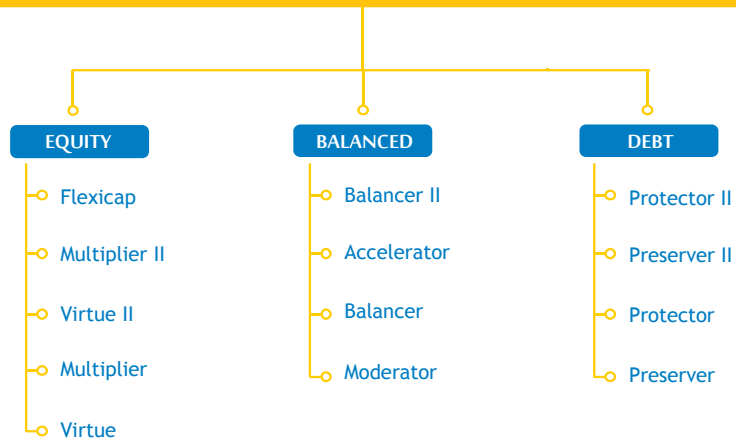 EQUITY
Flexicap
Multiplier II
Virtue II
Multiplier
Virtue
BALANCED
Balancer II
Accelerator
Balancer
Moderator
DEBT
Protector II
Preserver II
Protector
Preserver